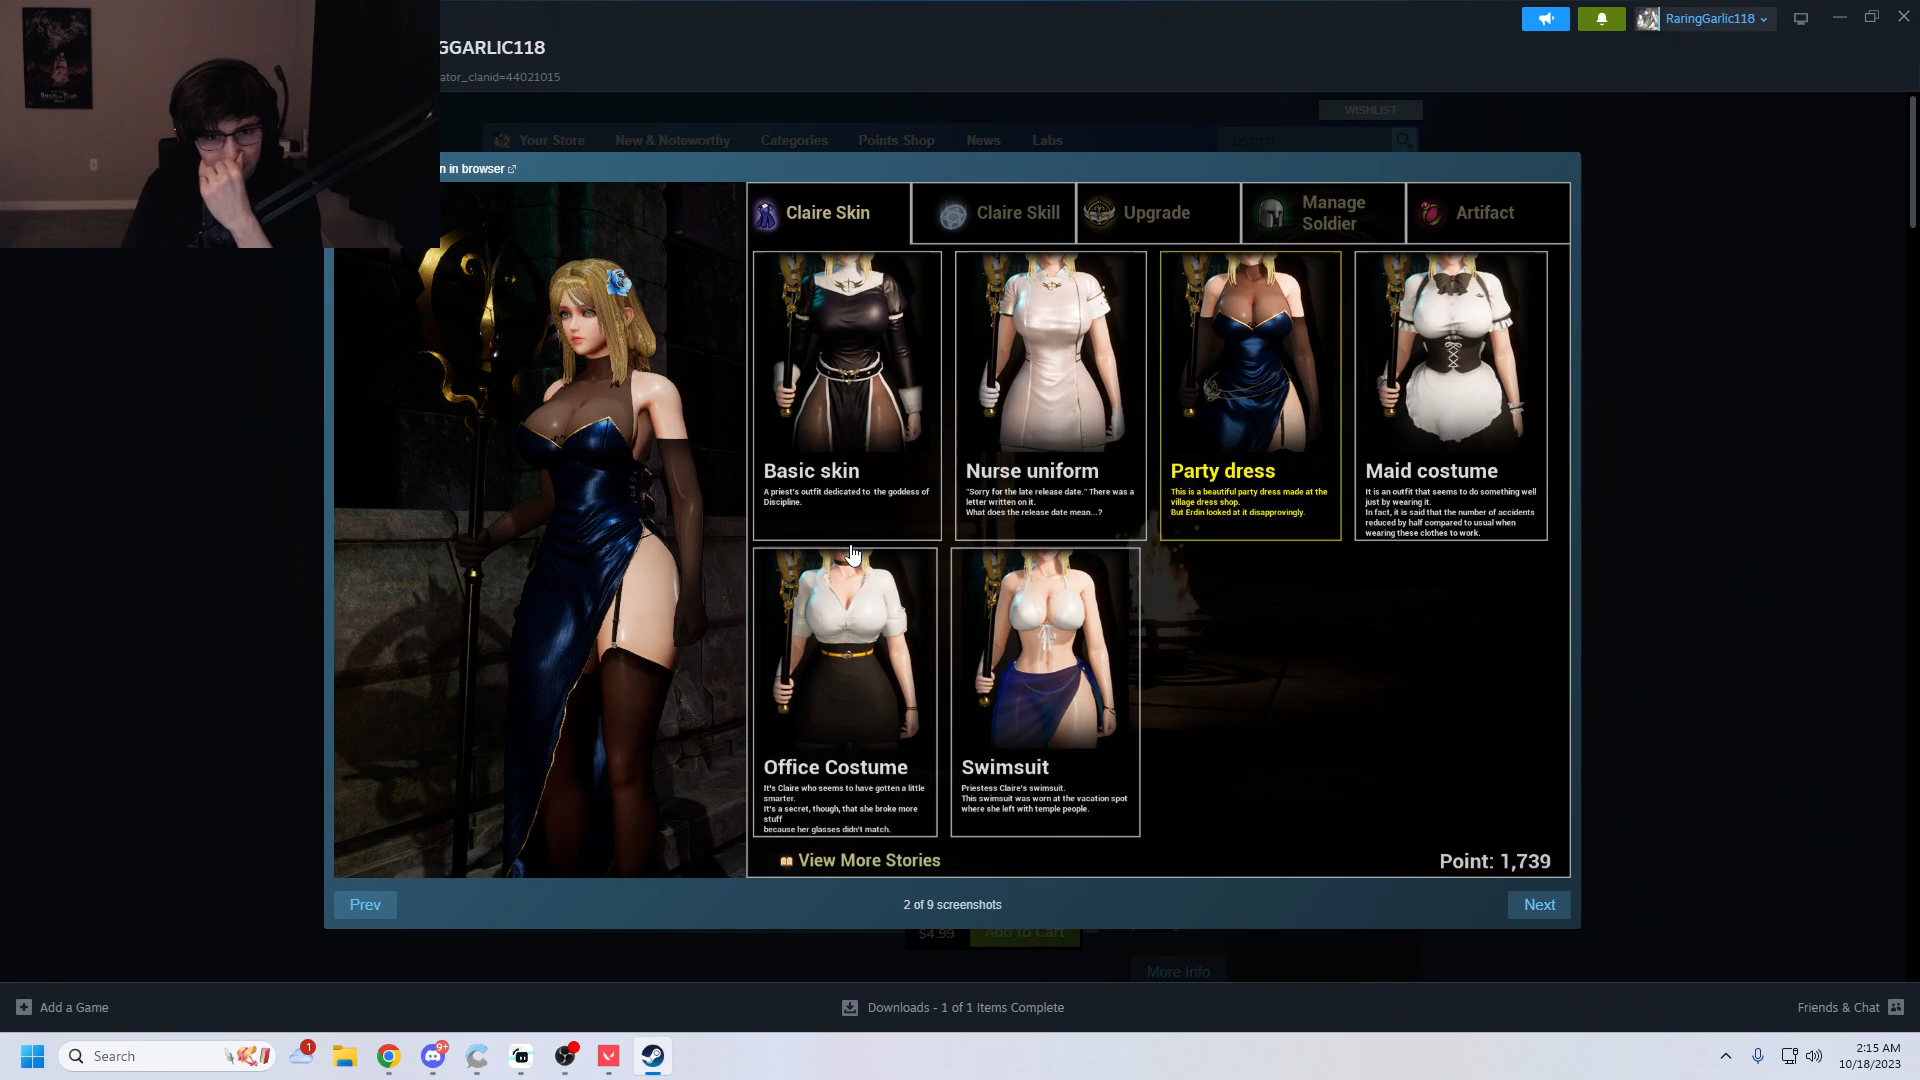 RaringGarlic118
GGARLIC118
ator_clanid=44021015
WISHLIST
Your Store
New & Noteworthy
Categories
Points Shop
News
Labs
n in browser
Claire Skin
Claire Skill
Upgrade
Manage
Soldier
Artifact
Basic skin
A priest's outfit dedicated to the goddess of
Discipline.
Nurse uniform
"Sorry for the late release date." There was a
letter written on it.
What does the release date mean...?
Party dress
This is a beautiful party dress made at the
village dress shop.
But Erdin looked at it disapprovingly.
Maid costume
It is an outfit that seems to do something well
just by wearing it.
In fact, it is said that the number of accidents
reduced by half compared to usual when
wearing these clothes to work.
Office Costume
It's Claire who seems to have gotten a little
smarter.
It's a secret, though, that she broke more
stuff
because her glasses didn't match.
Swimsuit
Priestess Claire's swimsuit.
This swimsuit was worn at the vacation spot
where she left with temple people.
View More Stories
Point: 1,739
Prev
2 of 9 screenshots
Next
$4.99
Add to Cart
More Info
Add a Game
Downloads - 1 of 1 Items Complete
Friends & Chat
Search
1
9+
2:15 AM
10/18/2023